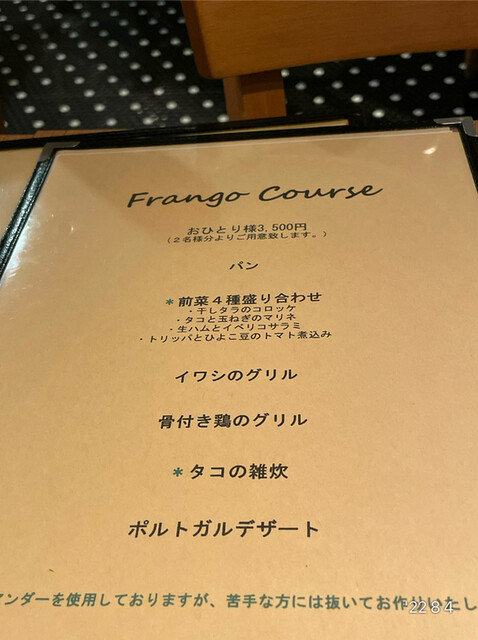 Frango Course
おひとり様3,500円
（２名様分よりご用意致します。）
パン
＊前菜４種盛り合わせ
・干しタラのコロッケ
・タコと玉ねぎのマリネ
・生ハムとイベリコサラミ
・トリッパとひよこ豆のトマト煮込み
イワシのグリル
骨付き鶏のグリル
＊タコの雑炊
ポルトガルデザート
ンダーを使用しておりますが、苦手な方には抜いてお作りいたし
2284